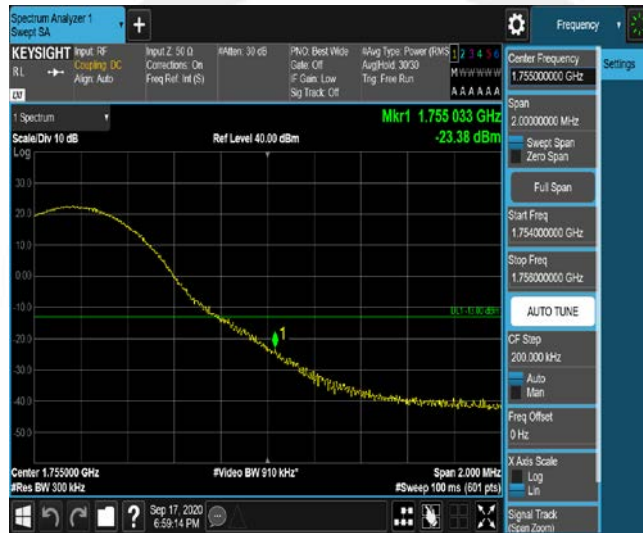 Spectrum Analyzer 1
Swept SA
+
Frequency
KEYSIGHT
RL
Input: RF
Coupling: DC
Align: Auto
Input Z: 50 Ω
Corrections: On
Freq Ref: Int (S)
#Atten: 30 dB
PNO: Best Wide
Gate: Off
IF Gain: Low
Sig Track: Off
#Avg Type: Power (RMS
Avg|Hold: 30/30
Trig: Free Run
1 2 3 4 5 6
M W W W W W
A A A A A A
Center Frequency
1.755000000 GHz
Settings
Span
2.00000000 MHz
Swept Span
Zero Span
Full Span
Start Freq
1.754000000 GHz
Stop Freq
1.756000000 GHz
AUTO TUNE
CF Step
200.000 kHz
Auto
Man
Freq Offset
0 Hz
X Axis Scale
Log
Lin
Signal Track
(Span Zoom)
1 Spectrum
Scale/Div 10 dB
Log
Ref Level 40.00 dBm
Mkr1 1.755 033 GHz
-23.38 dBm
30.0
20.0
10.0
0.00
-10.0
-20.0
-30.0
-40.0
-50.0
DL1 -13.00 dBm
1
Center 1.755000 GHz
#Res BW 300 kHz
#Video BW 910 kHz*
Span 2.000 MHz
#Sweep 100 ms (601 pts)
?
Sep 17, 2020
6:59:14 PM